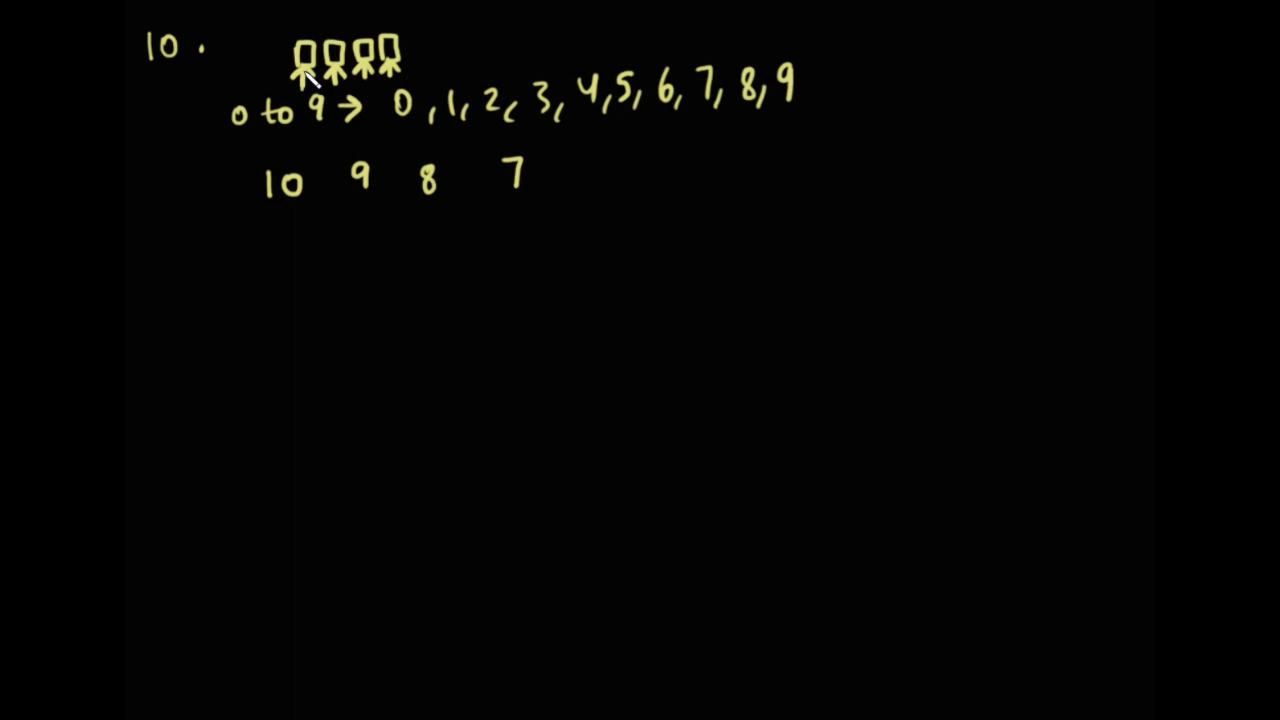 10.
0 to 9 → 0, 1, 2, 3, 4, 5, 6, 7, 8, 9
10 9 8 7